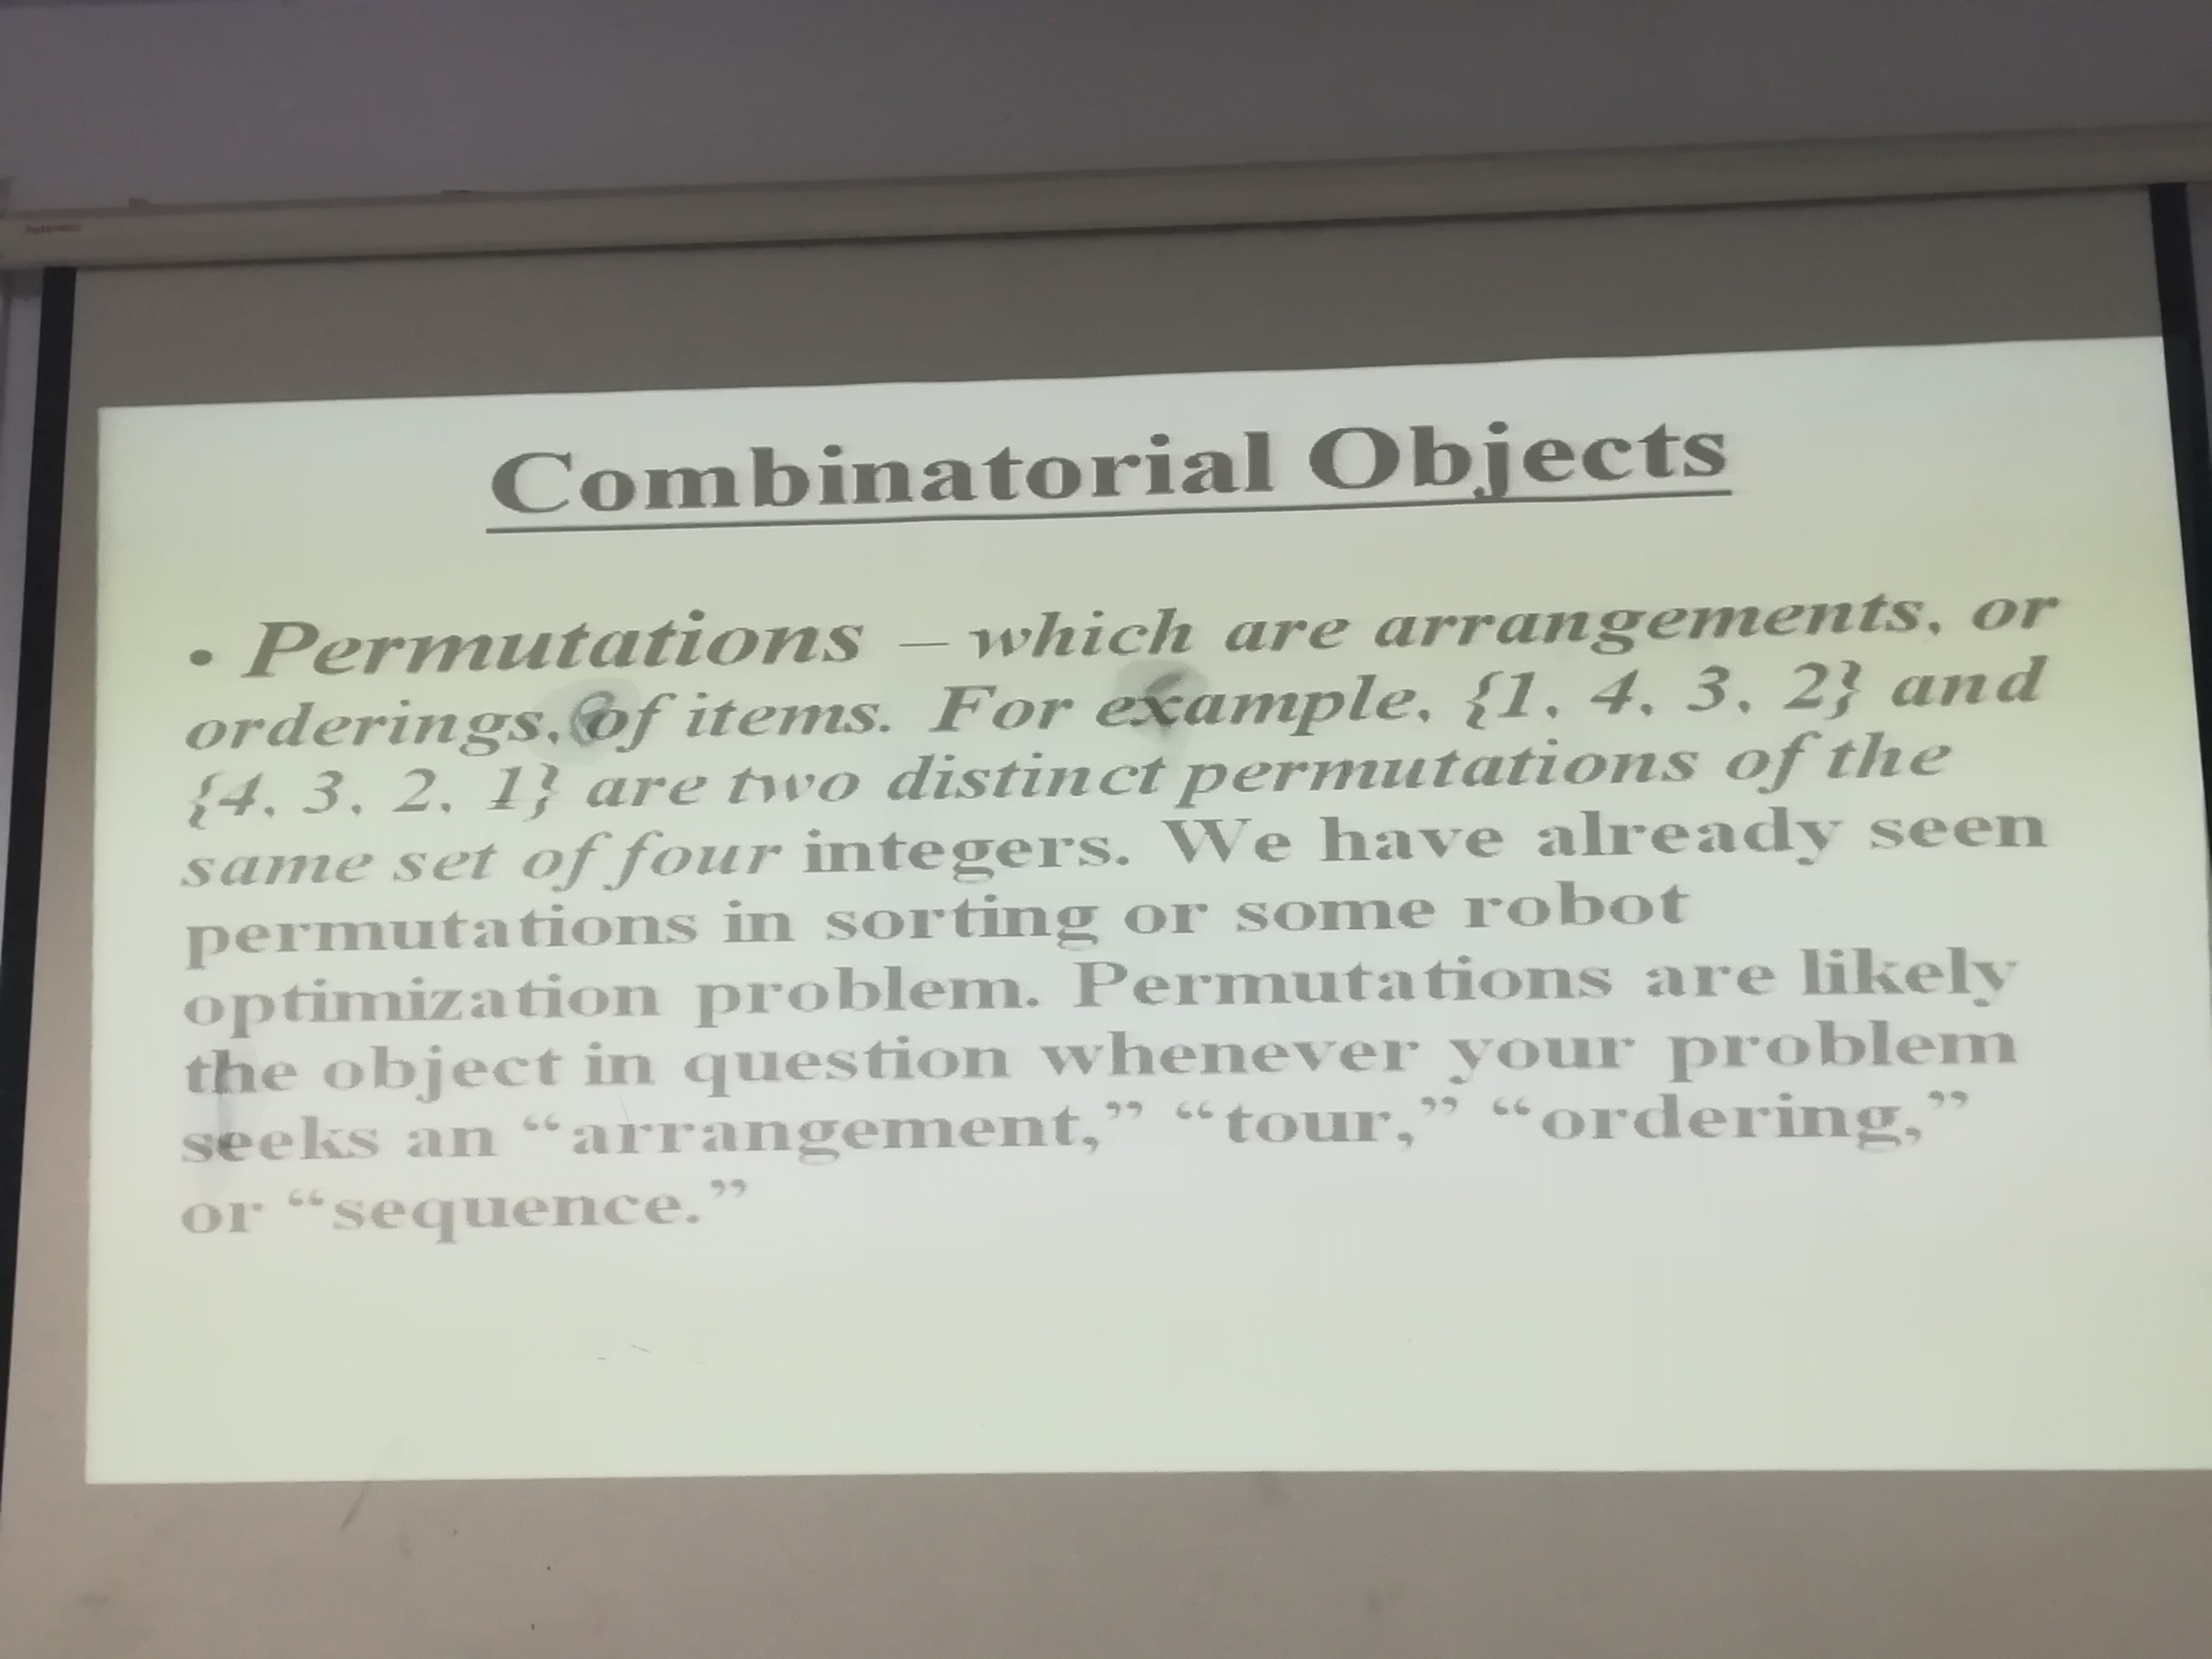 Combinatorial Objects
• Permutations – which are arrangements, or
orderings, of items. For example, {1, 4, 3, 2} and
{4, 3, 2, 1} are two distinct permutations of the
same set of four integers. We have already seen
permutations in sorting or some robot
optimization problem. Permutations are likely
the object in question whenever your problem
seeks an “arrangement,” “tour,” “ordering,”
or “sequence.”